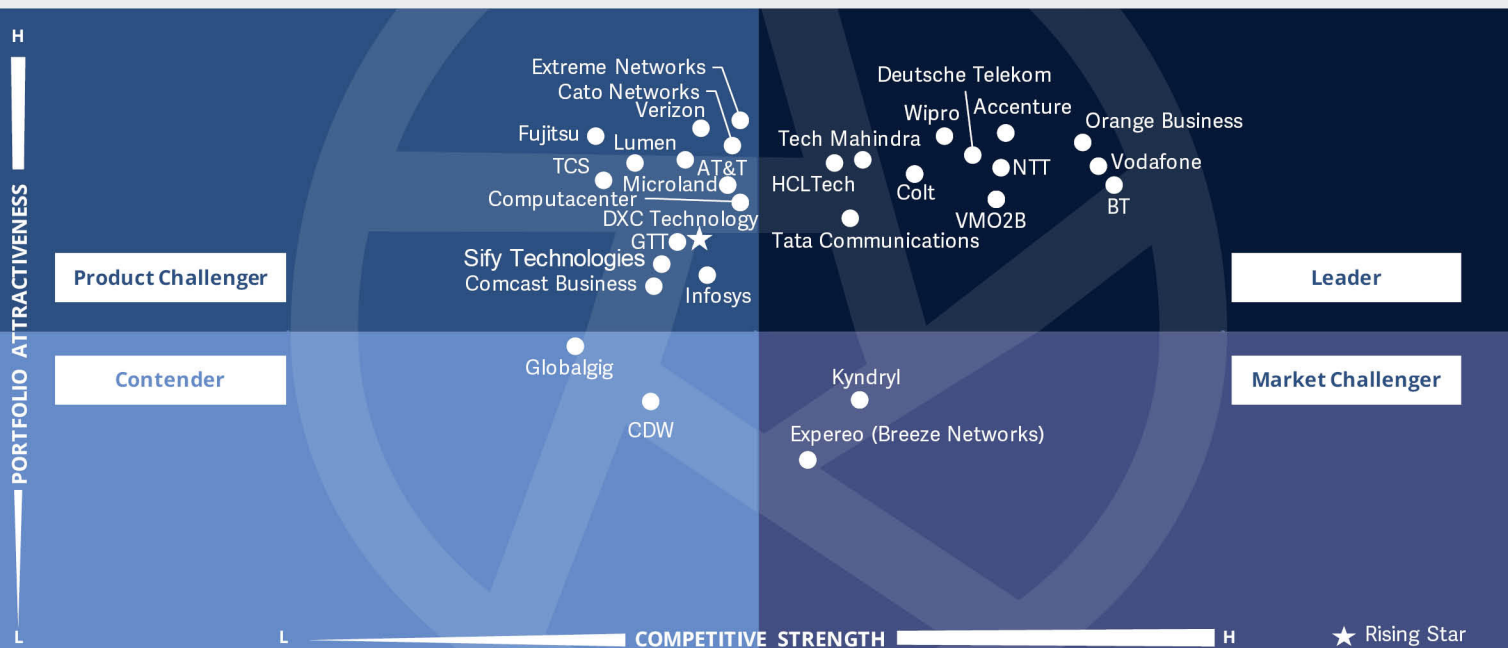 H
Extreme Networks
Cato Networks
Verizon
Fujitsu
Lumen
TCS
AT&T
Microland
Computacenter
DXC Technology
GTT
Sify Technologies
Comcast Business
Infosys
Deutsche Telekom
Wipro
Accenture
Orange Business
Tech Mahindra
Vodafone
NTT
HCLTech
Colt
BT
VMO2B
Tata Communications
Product Challenger
Leader
PORTFOLIO ATTRACTIVENESS
Contender
Market Challenger
Globalgig
CDW
Kyndryl
Expereo (Breeze Networks)
L
L
COMPETITIVE STRENGTH
H
Rising Star